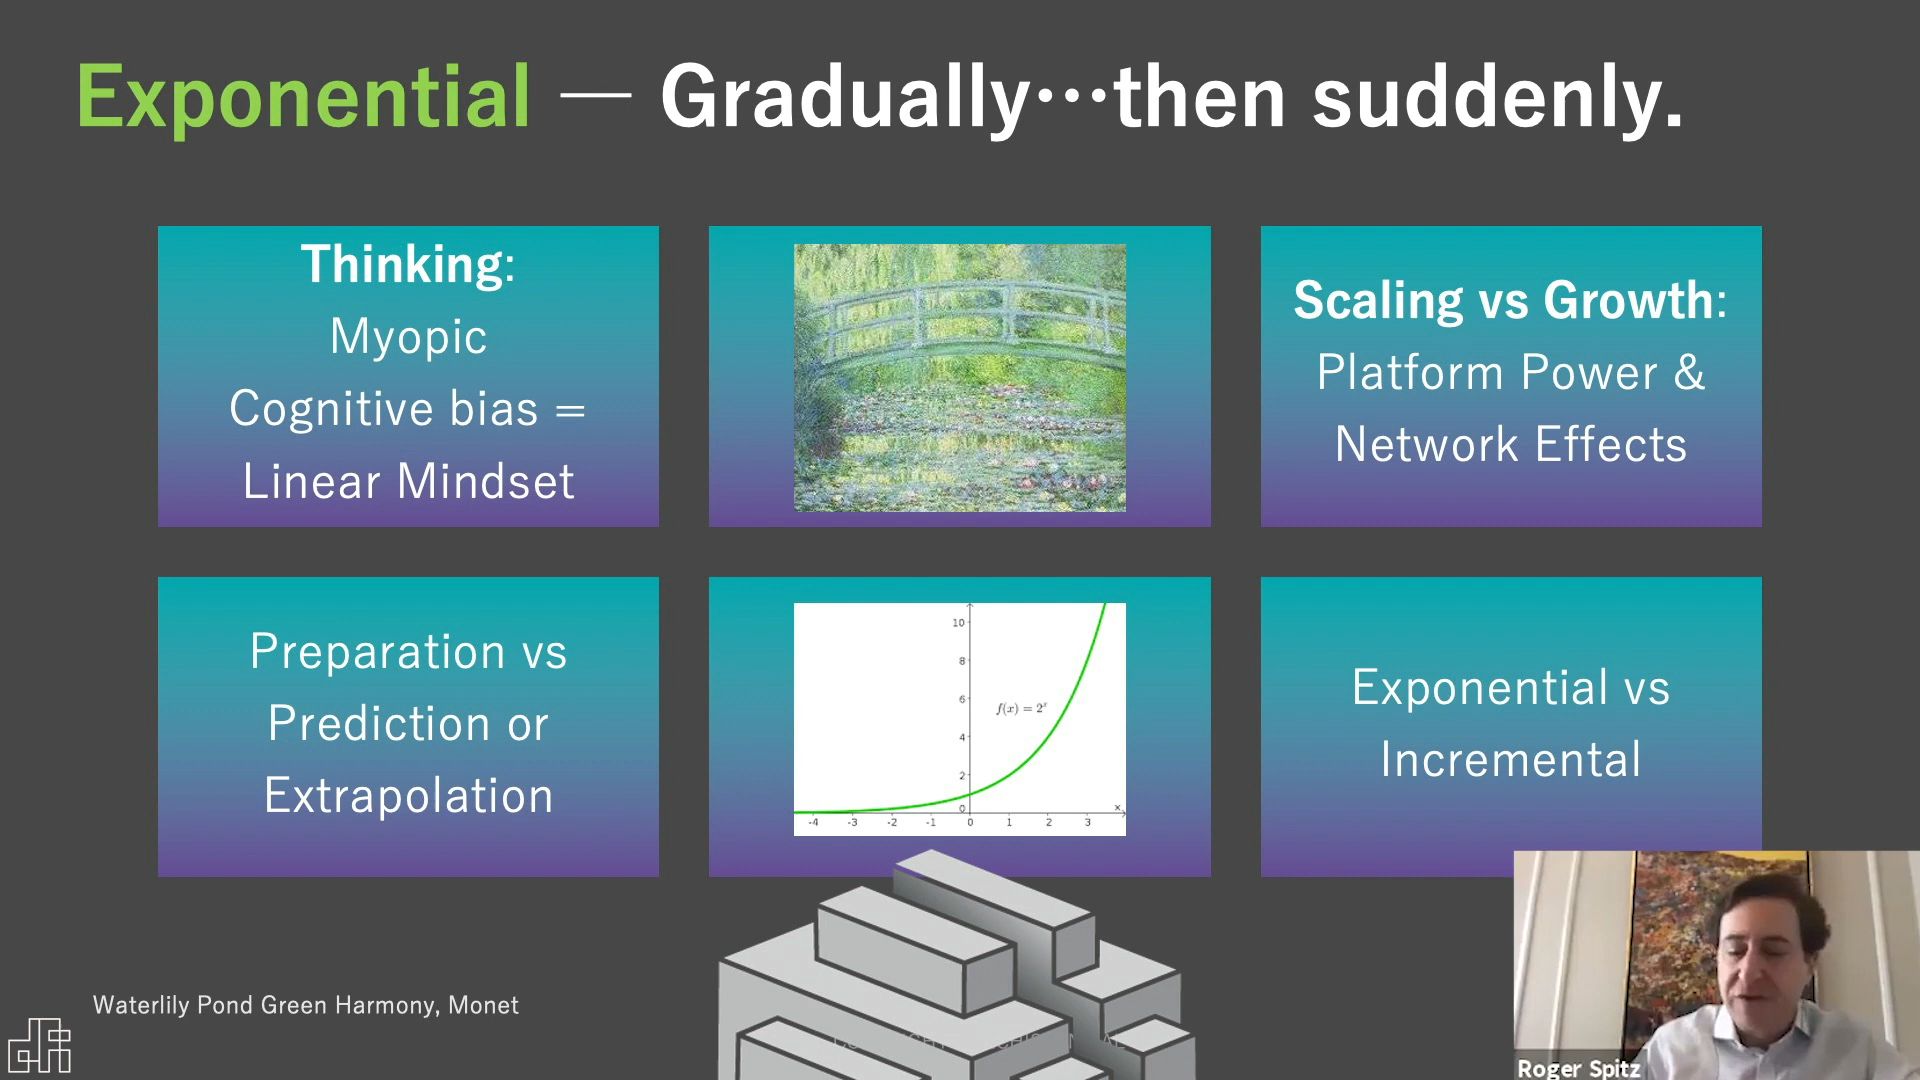 Exponential — Gradually…then suddenly.
Thinking:
Myopic
Cognitive bias =
Linear Mindset
Scaling vs Growth:
Platform Power &
Network Effects
Preparation vs
Prediction or
Extrapolation
10
8
6
f(x) = 2^x
4
2
0
x
-4 -3 -2 -1 0 1 2 3
Exponential vs
Incremental
Waterlily Pond Green Harmony, Monet
Roger Spitz